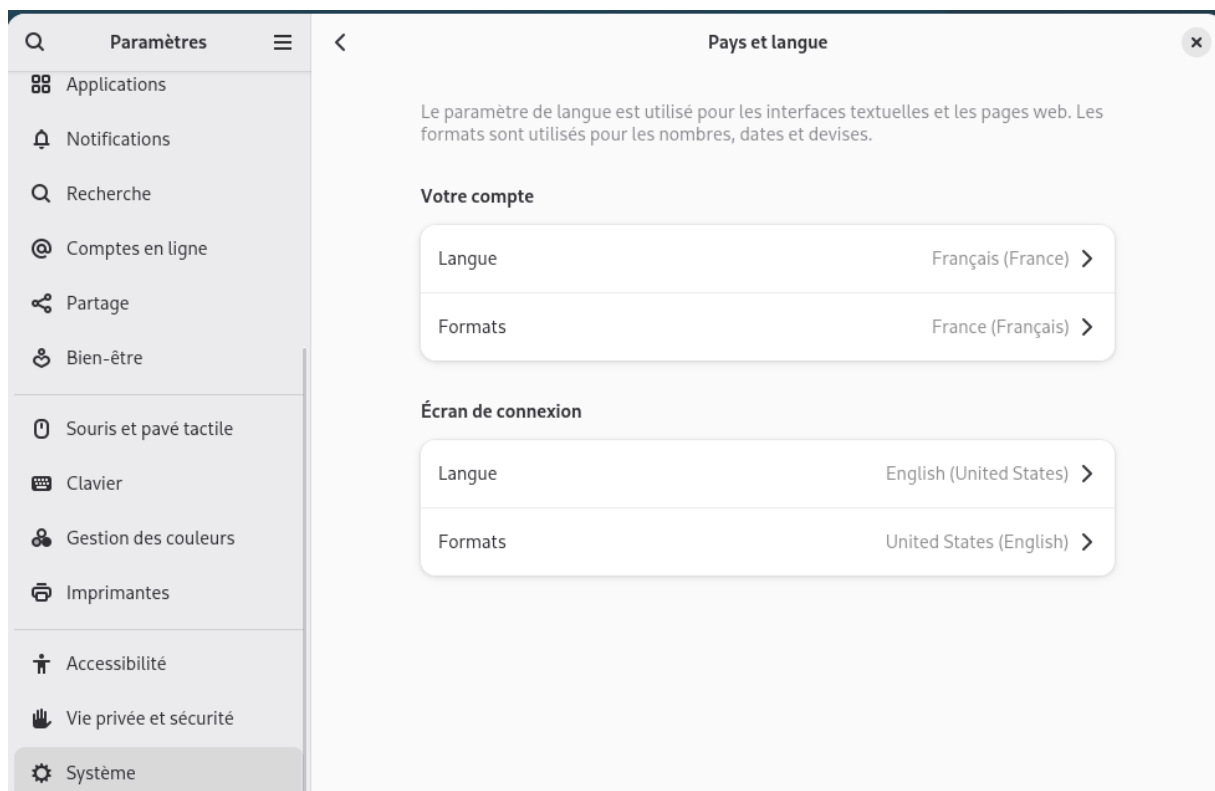 Paramètres
Applications
Notifications
Recherche
Comptes en ligne
Partage
Bien-être
Souris et pavé tactile
Clavier
Gestion des couleurs
Imprimantes
Accessibilité
Vie privée et sécurité
Système
Pays et langue
Le paramètre de langue est utilisé pour les interfaces textuelles et les pages web. Les
formats sont utilisés pour les nombres, dates et devises.
Votre compte
Langue Français (France)
Formats France (Français)
Écran de connexion
Langue English (United States)
Formats United States (English)